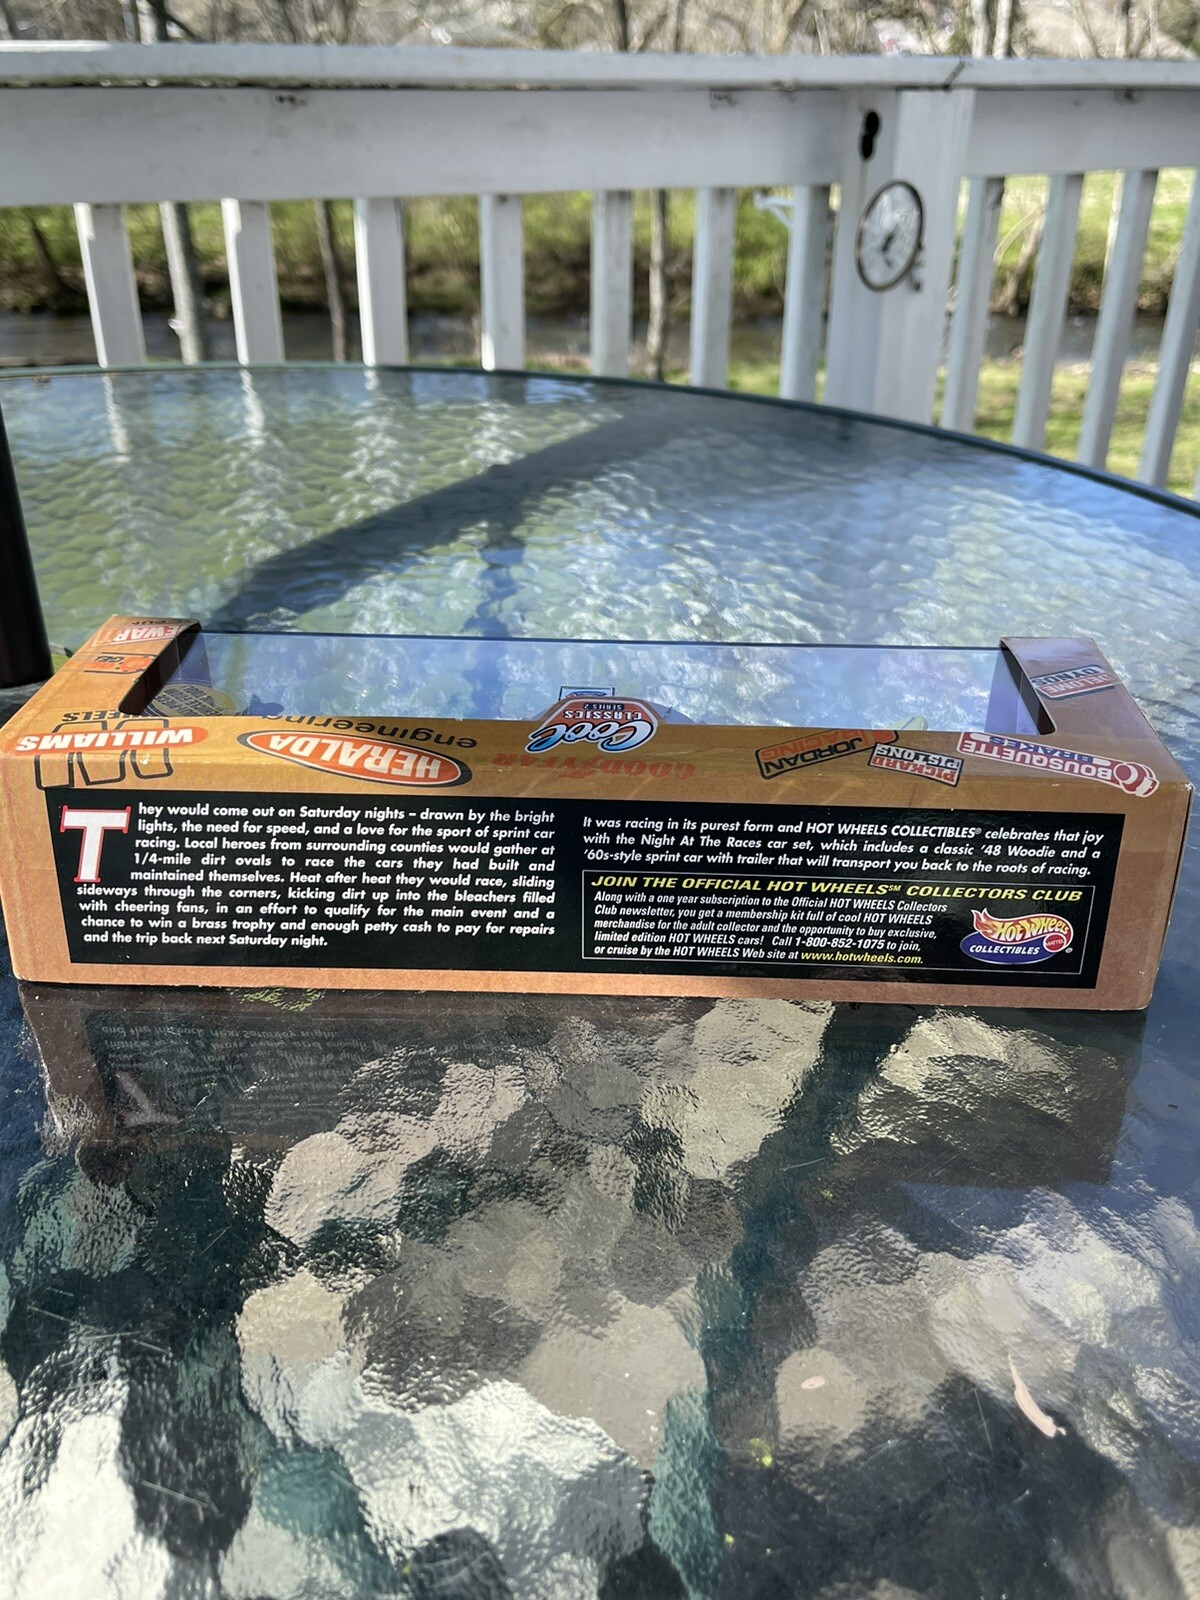 WILLIAMS
WHEELS
HERALDA
engineering
Cool
CLASSICS
SERIES 2
GOODYEAR
JORDAN
RACING
PICKARD
PISTONS
BOUSQUETTE
BRAKES
They would come out on Saturday nights – drawn by the bright
lights, the need for speed, and a love for the sport of sprint car
racing. Local heroes from surrounding counties would gather at
1/4-mile dirt ovals to race the cars they had built and
maintained themselves. Heat after heat they would race, sliding
sideways through the corners, kicking dirt up into the bleachers filled
with cheering fans, in an effort to qualify for the main event and a
chance to win a brass trophy and enough petty cash to pay for repairs
and the trip back next Saturday night.
It was racing in its purest form and HOT WHEELS COLLECTIBLES® celebrates that joy
with the Night At The Races car set, which includes a classic '48 Woodie and a
'60s-style sprint car with trailer that will transport you back to the roots of racing.
JOIN THE OFFICIAL HOT WHEELS℠ COLLECTORS CLUB
Along with a one year subscription to the Official HOT WHEELS Collectors
Club newsletter, you get a membership kit full of cool HOT WHEELS
merchandise for the adult collector and the opportunity to buy exclusive,
limited edition HOT WHEELS cars! Call 1-800-852-1075 to join,
or cruise by the HOT WHEELS Web site at www.hotwheels.com.
Hot Wheels
MATTEL
COLLECTIBLES